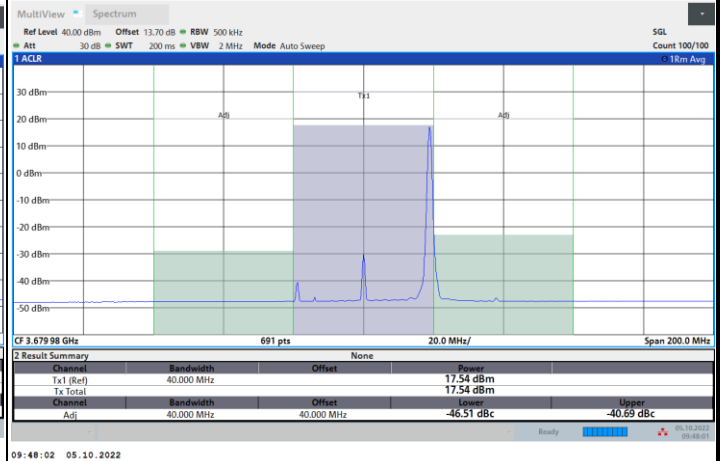 MultiView Spectrum
Ref Level 40.00 dBm Offset 13.70 dB RBW 500 kHz SGL
Att 30 dB SWT 200 ms VBW 2 MHz Mode Auto Sweep Count 100/100
1 ACLR 1Rm Avg
Tx1
Adj Adj
30 dBm
20 dBm
10 dBm
0 dBm
-10 dBm
-20 dBm
-30 dBm
-40 dBm
-50 dBm
CF 3.679 98 GHz 691 pts 20.0 MHz/ Span 200.0 MHz
2 Result Summary None
Channel Bandwidth Offset Power
Tx1 (Ref) 40.000 MHz 17.54 dBm
Tx Total 17.54 dBm
Channel Bandwidth Offset Lower Upper
Adj 40.000 MHz 40.000 MHz -46.51 dBc -40.69 dBc
Ready 05.10.2022
09:48:01
09:48:02 05.10.2022